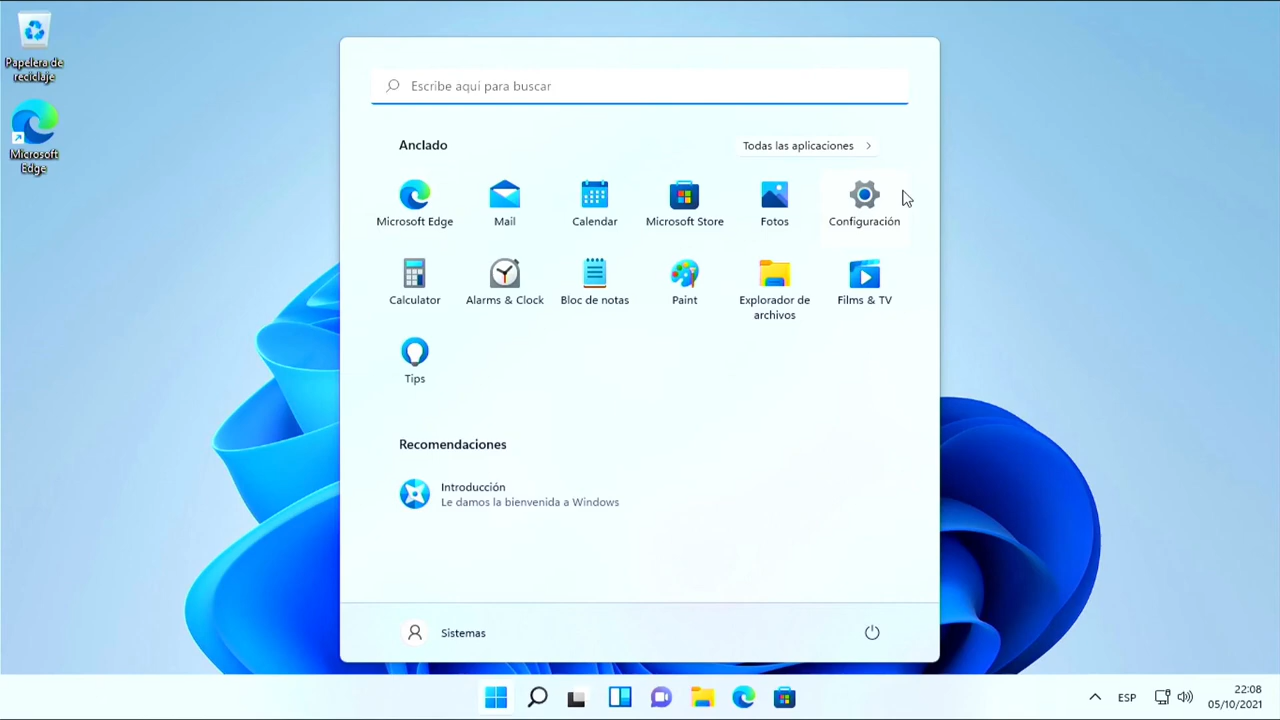 Papelera de
reciclaje
Microsoft
Edge
Escribe aquí para buscar
Anclado
Todas las aplicaciones
Microsoft Edge
Mail
Calendar
Microsoft Store
Fotos
Configuración
Calculator
Alarms & Clock
Bloc de notas
Paint
Explorador de
archivos
Films & TV
Tips
Recomendaciones
Introducción
Le damos la bienvenida a Windows
Sistemas
ESP
22:08
05/10/2021